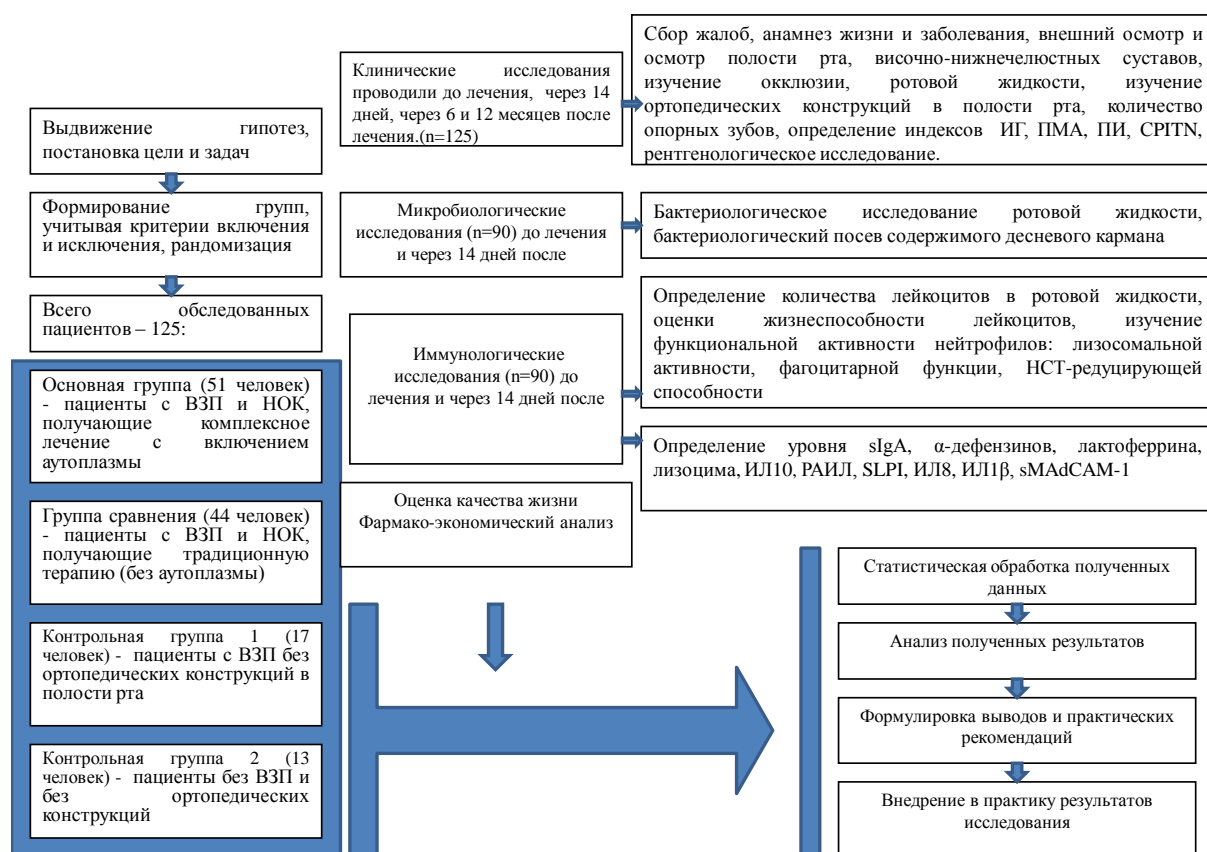 Выдвижение гипотез,
постановка цели и задач
Формирование групп,
учитывая критерии включения
и исключения, рандомизация
Всего обследованных
пациентов – 125:
Основная группа (51 человек)
- пациенты с ВЗП и НОК,
получающие комплексное
лечение с включением
аутоплазмы
Группа сравнения (44 человек)
- пациенты с ВЗП и НОК,
получающие традиционную
терапию (без аутоплазмы)
Контрольная группа 1 (17
человек) - пациенты с ВЗП без
ортопедических конструкций в
полости рта
Контрольная группа 2 (13
человек) - пациенты без ВЗП и
без ортопедических
конструкций
Клинические исследования
проводили до лечения, через 14
дней, через 6 и 12 месяцев после
лечения.(n=125)
Микробиологические
исследования (n=90) до лечения
и через 14 дней после
Иммунологические
исследования (n=90) до
лечения и через 14 дней после
Оценка качества жизни
Фармако-экономический анализ
Сбор жалоб, анамнез жизни и заболевания, внешний осмотр и
осмотр полости рта, височно-нижнечелюстных суставов,
изучение окклюзии, ротовой жидкости, изучение
ортопедических конструкций в полости рта, количество
опорных зубов, определение индексов ИГ, ПМА, ПИ, CPITN,
рентгенологическое исследование.
Бактериологическое исследование ротовой жидкости,
бактериологический посев содержимого десневого кармана
Определение количества лейкоцитов в ротовой жидкости,
оценки жизнеспособности лейкоцитов, изучение
функциональной активности нейтрофилов: лизосомальной
активности, фагоцитарной функции, НСТ-редуцирующей
способности
Определение уровня sIgA, α-дефензинов, лактоферрина,
лизоцима, ИЛ10, РАИЛ, SLPI, ИЛ8, ИЛ1β, sMAdCAM-1
Статистическая обработка полученных
данных
Анализ полученных результатов
Формулировка выводов и практических
рекомендаций
Внедрение в практику результатов
исследования